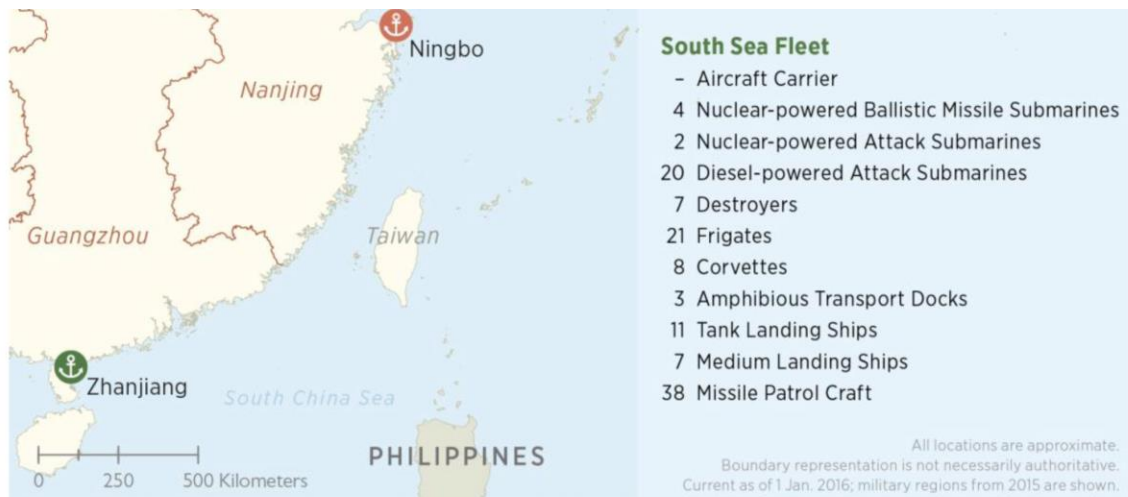 Ningbo
Nanjing
Guangzhou
Taiwan
Zhanjiang
South China Sea
PHILIPPINES
0 250 500 Kilometers
South Sea Fleet
– Aircraft Carrier
4 Nuclear-powered Ballistic Missile Submarines
2 Nuclear-powered Attack Submarines
20 Diesel-powered Attack Submarines
7 Destroyers
21 Frigates
8 Corvettes
3 Amphibious Transport Docks
11 Tank Landing Ships
7 Medium Landing Ships
38 Missile Patrol Craft
All locations are approximate.
Boundary representation is not necessarily authoritative.
Current as of 1 Jan. 2016; military regions from 2015 are shown.